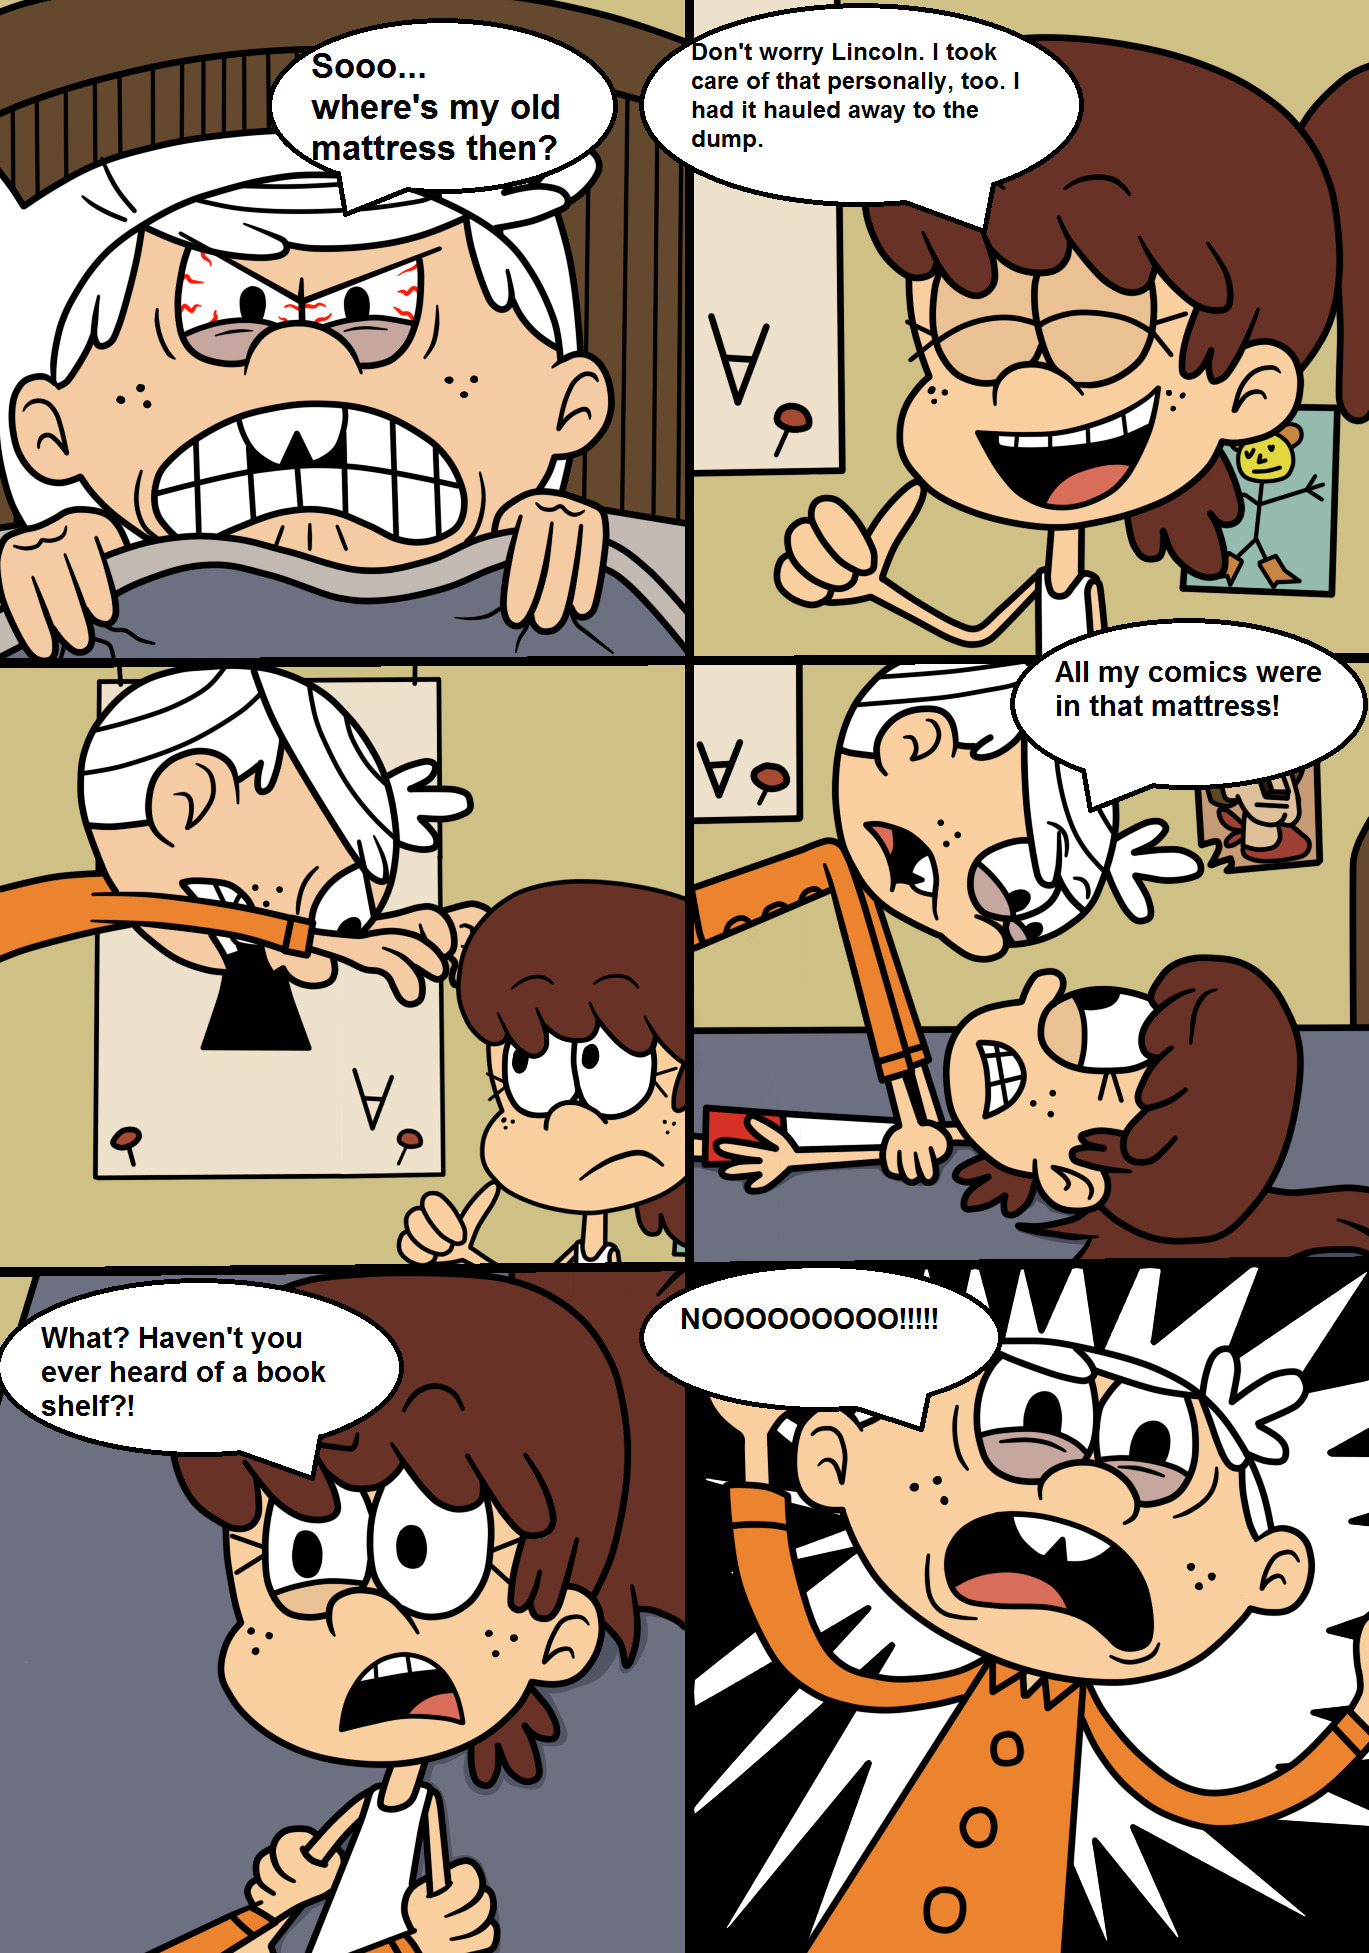 Sooo...
where's my old
mattress then?
Don't worry Lincoln. I took
care of that personally, too. I
had it hauled away to the
dump.
All my comics were
in that mattress!
What? Haven't you
ever heard of a book
shelf?!
NOOOOOOOOO!!!!!